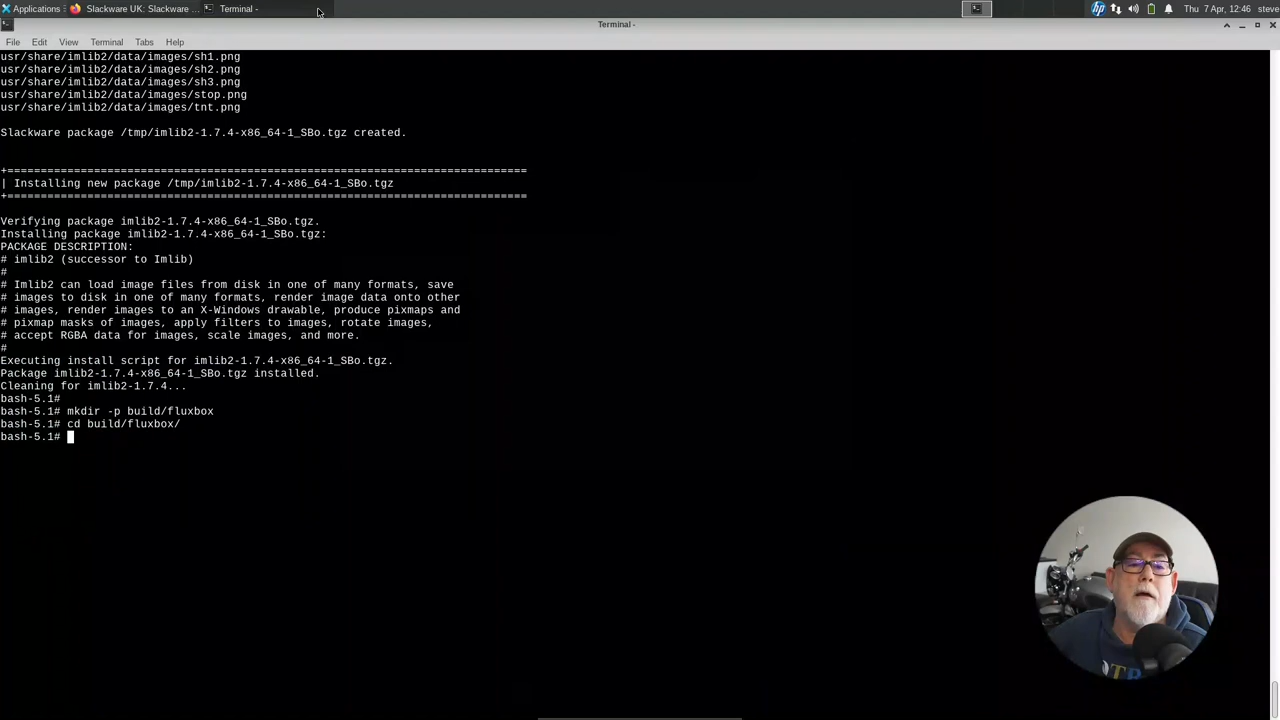 Applications
Slackware UK: Slackware ...
Terminal -
Thu 7 Apr, 12:46
steve
Terminal -
File Edit View Terminal Tabs Help
usr/share/imlib2/data/images/sh1.png
usr/share/imlib2/data/images/sh2.png
usr/share/imlib2/data/images/sh3.png
usr/share/imlib2/data/images/stop.png
usr/share/imlib2/data/images/tnt.png
Slackware package /tmp/imlib2-1.7.4-x86_64-1_SBo.tgz created.
+==============================================================================
| Installing new package /tmp/imlib2-1.7.4-x86_64-1_SBo.tgz
+==============================================================================
Verifying package imlib2-1.7.4-x86_64-1_SBo.tgz.
Installing package imlib2-1.7.4-x86_64-1_SBo.tgz:
PACKAGE DESCRIPTION:
# imlib2 (successor to Imlib)
#
# Imlib2 can load image files from disk in one of many formats, save
# images to disk in one of many formats, render image data onto other
# images, render images to an X-Windows drawable, produce pixmaps and
# pixmap masks of images, apply filters to images, rotate images,
# accept RGBA data for images, scale images, and more.
#
Executing install script for imlib2-1.7.4-x86_64-1_SBo.tgz.
Package imlib2-1.7.4-x86_64-1_SBo.tgz installed.
Cleaning for imlib2-1.7.4...
bash-5.1#
bash-5.1# mkdir -p build/fluxbox
bash-5.1# cd build/fluxbox/
bash-5.1#